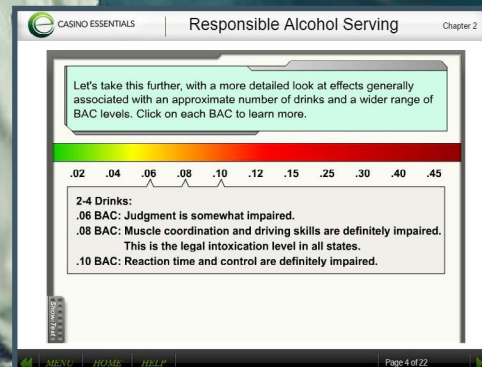 CASINO ESSENTIALS
Responsible Alcohol Serving
Chapter 2
Let's take this further, with a more detailed look at effects generally
associated with an approximate number of drinks and a wider range of
BAC levels. Click on each BAC to learn more.
.02 .04 .06 .08 .10 .12 .15 .25 .30 .40 .45
2-4 Drinks:
.06 BAC: Judgment is somewhat impaired.
.08 BAC: Muscle coordination and driving skills are definitely impaired.
This is the legal intoxication level in all states.
.10 BAC: Reaction time and control are definitely impaired.
Show Text
MENU HOME HELP Page 4 of 22